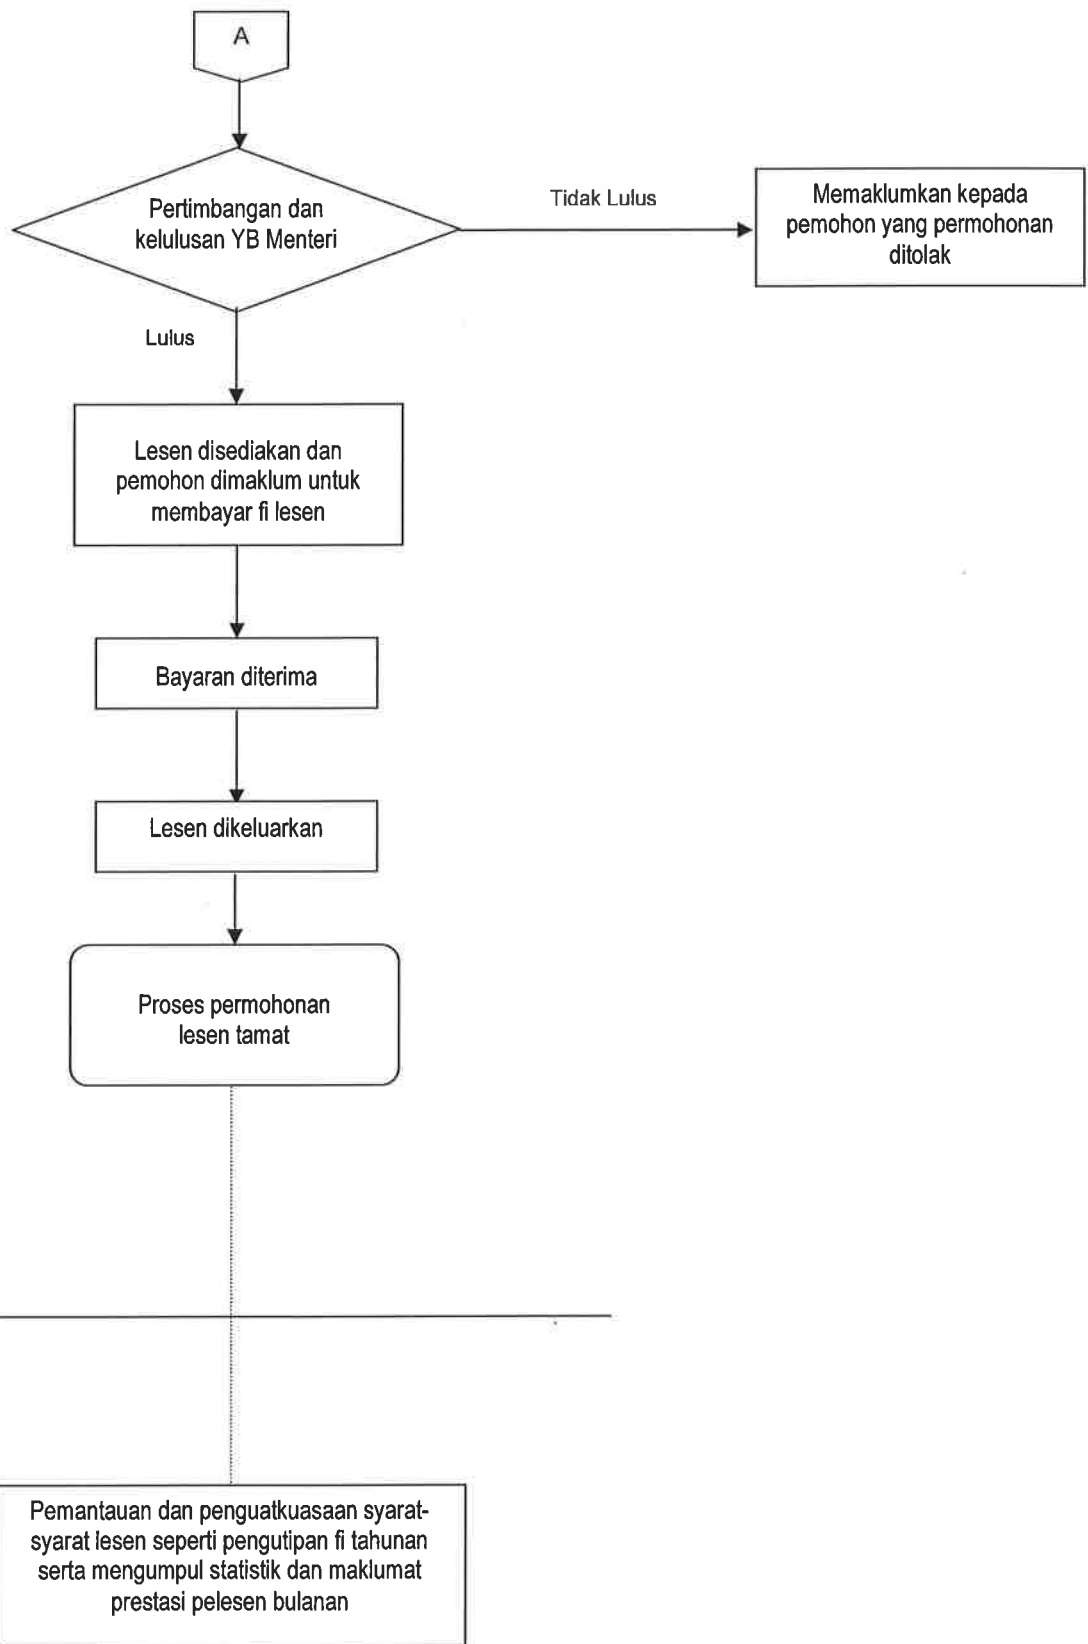 A
Pertimbangan dan
kelulusan YB Menteri
Tidak Lulus
Memaklumkan kepada
pemohon yang permohonan
ditolak
Lulus
Lesen disediakan dan
pemohon dimaklum untuk
membayar fi lesen
Bayaran diterima
Lesen dikeluarkan
Proses permohonan
lesen tamat
Pemantauan dan penguatkuasaan syarat-
syarat lesen seperti pengutipan fi tahunan
serta mengumpul statistik dan maklumat
prestasi pelesen bulanan